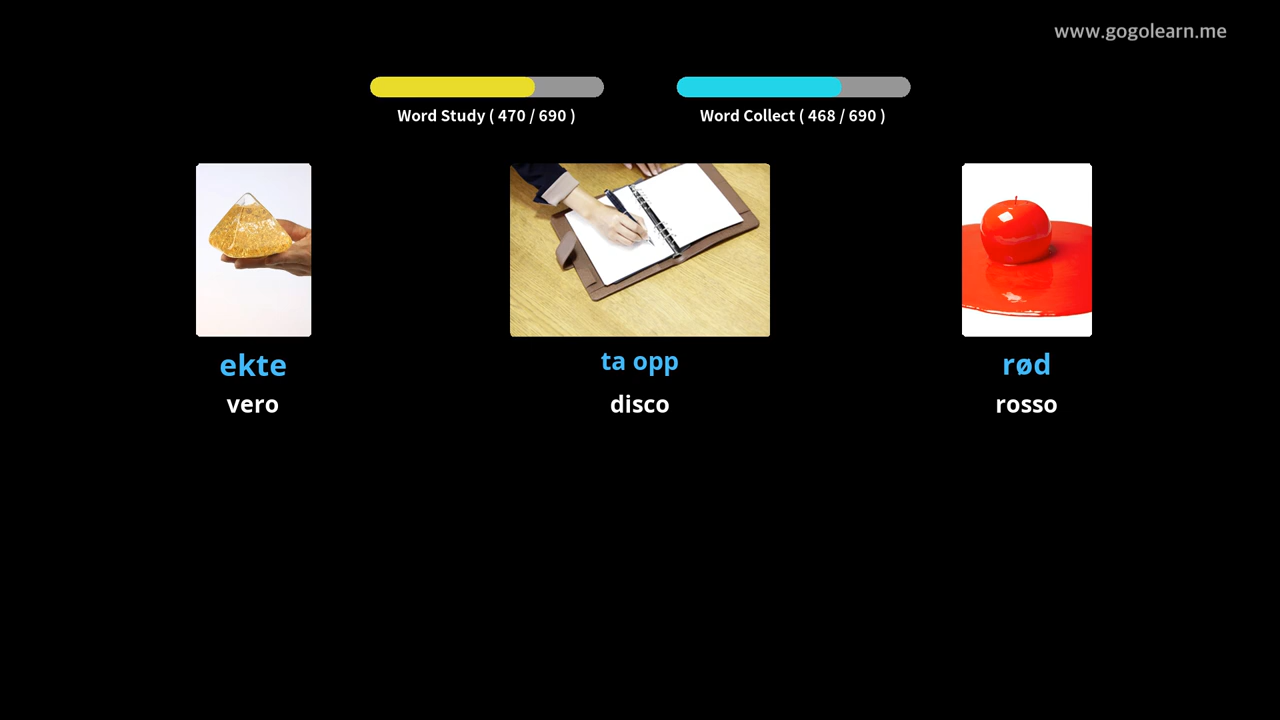 www.gogolearn.me
Word Study ( 470 / 690 )
Word Collect ( 468 / 690 )
ekte
vero
ta opp
disco
rød
rosso